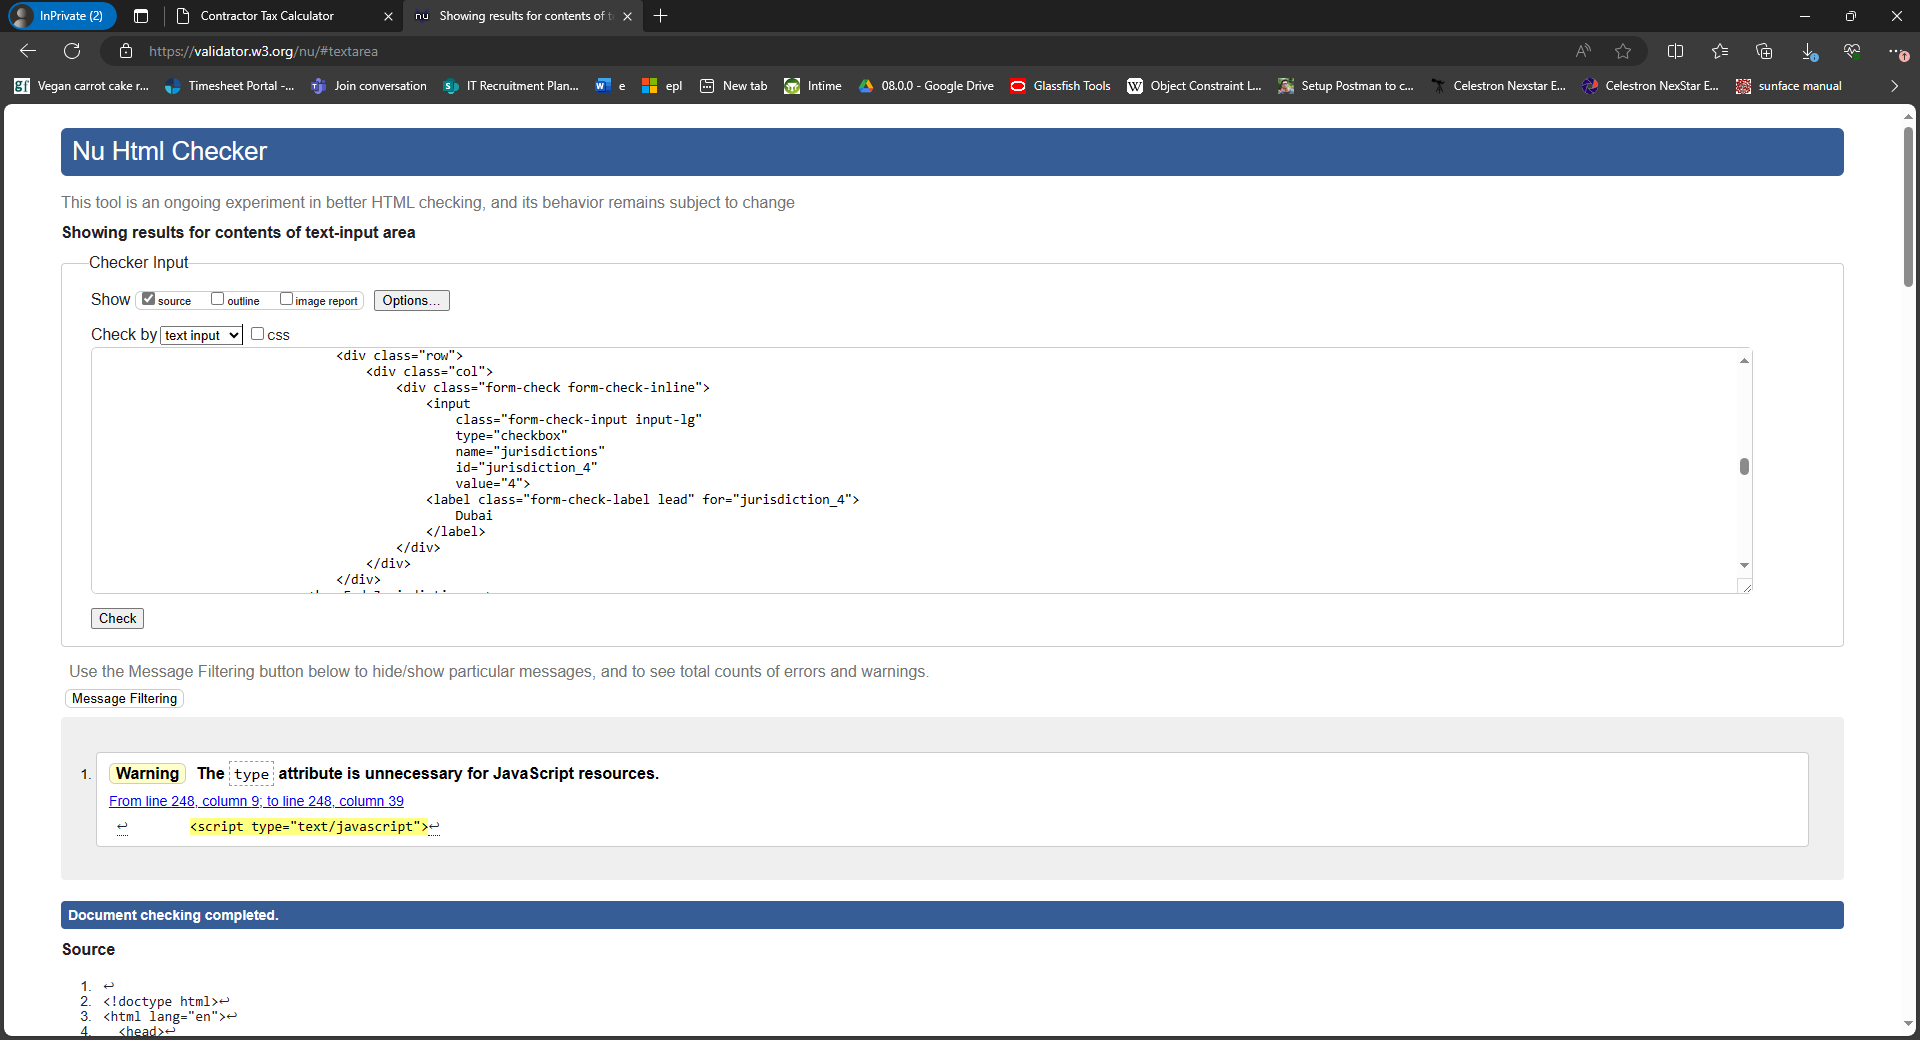 InPrivate (2)
Contractor Tax Calculator
nu Showing results for contents of t
https://validator.w3.org/nu/#textarea
gf Vegan carrot cake r...
Timesheet Portal -...
Join conversation
IT Recruitment Plan...
e
epl
New tab
Intime
08.0.0 - Google Drive
Glassfish Tools
W Object Constraint L...
Setup Postman to c...
Celestron Nexstar E...
Celestron NexStar E...
sunface manual
Nu Html Checker
This tool is an ongoing experiment in better HTML checking, and its behavior remains subject to change
Showing results for contents of text-input area
Checker Input
Show source outline image report Options...
Check by text input css
<div class="row">
<div class="col">
<div class="form-check form-check-inline">
<input
class="form-check-input input-lg"
type="checkbox"
name="jurisdictions"
id="jurisdiction_4"
value="4">
<label class="form-check-label lead" for="jurisdiction_4">
Dubai
</label>
</div>
</div>
</div>
Check
Use the Message Filtering button below to hide/show particular messages, and to see total counts of errors and warnings.
Message Filtering
1. Warning The type attribute is unnecessary for JavaScript resources.
From line 248, column 9; to line 248, column 39
↩ <script type="text/javascript">↩
Document checking completed.
Source
1. ↩
2. <!doctype html>↩
3. <html lang="en">↩
4. <head>↩